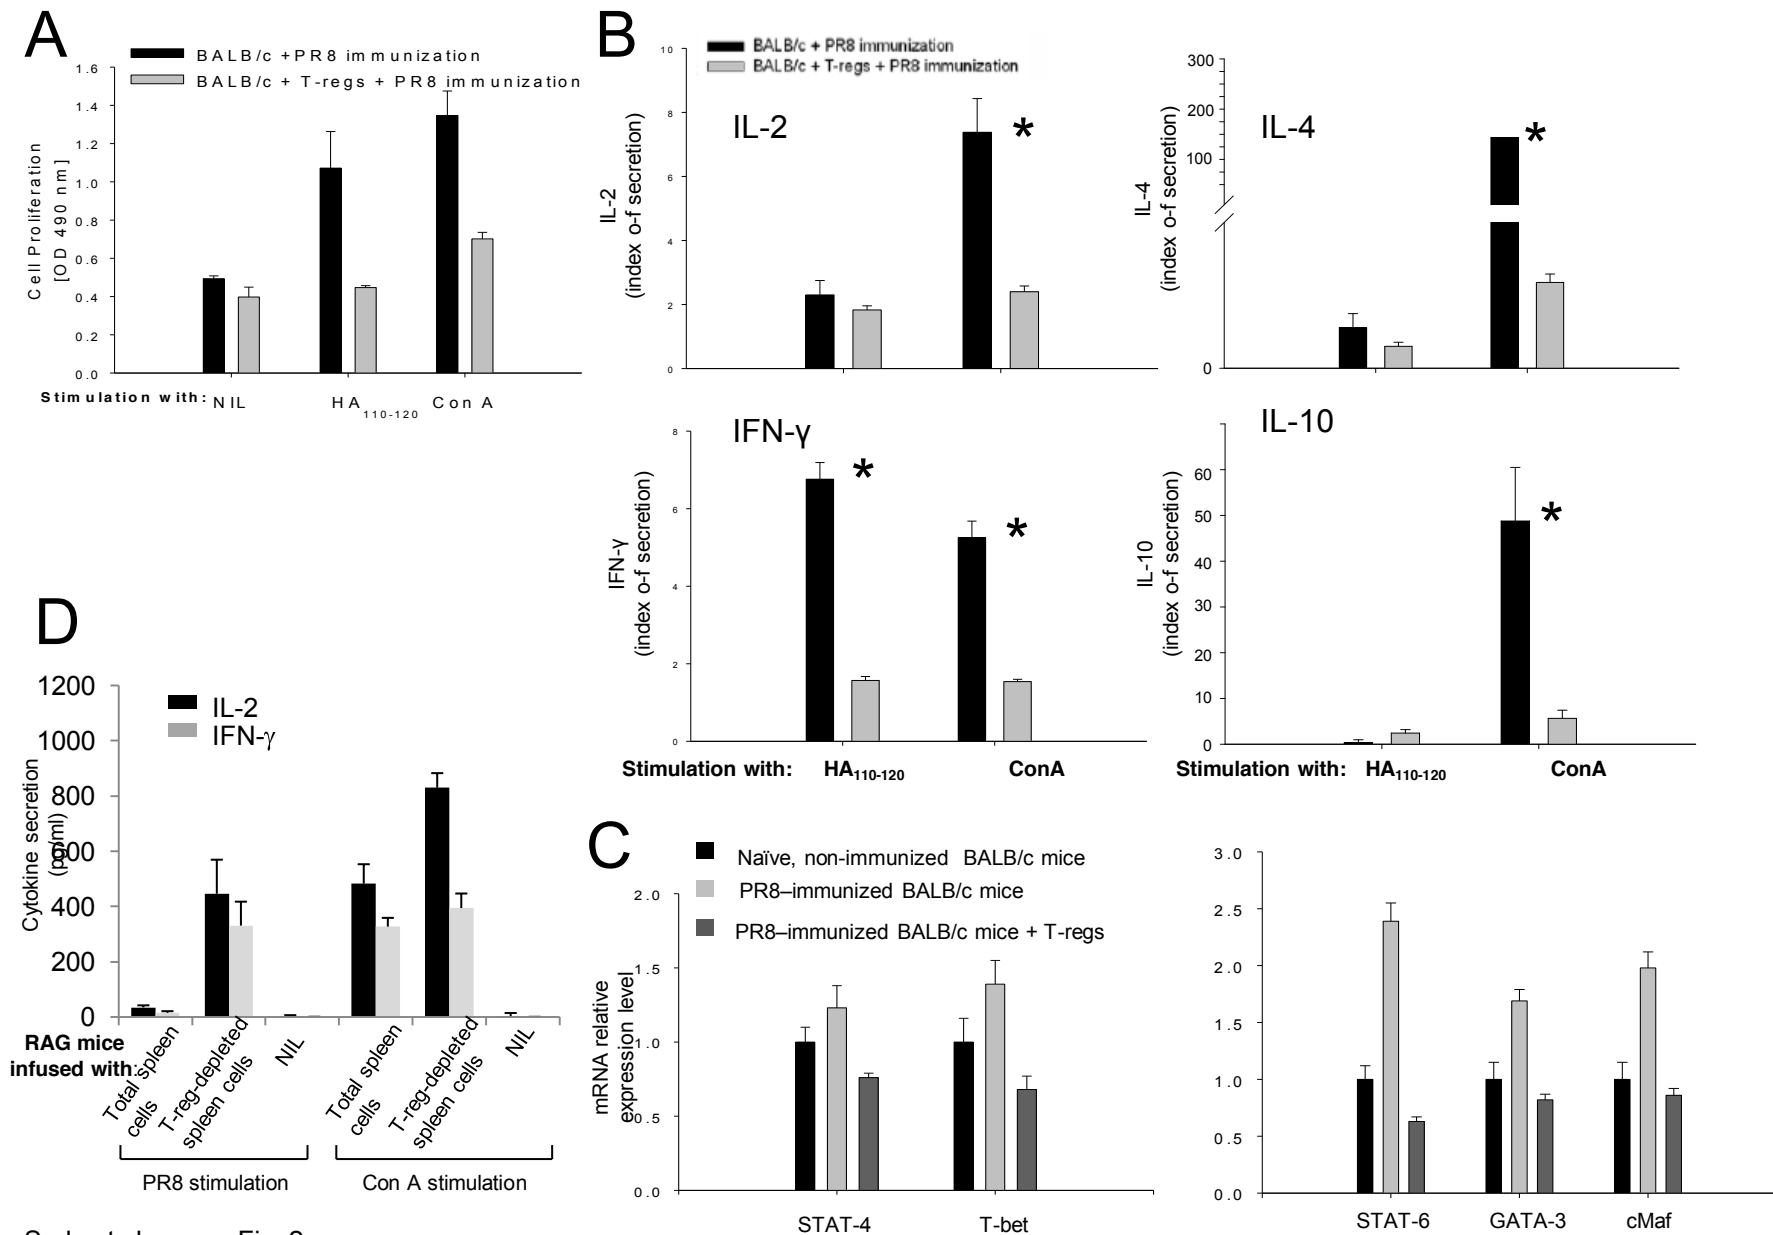 A
BALB/c +PR8 immunization
BALB/c + T-regs + PR8 immunization
Cell Proliferation
[OD 490 nm]
1.6
1.4
1.2
1.0
0.8
0.6
0.4
0.2
0.0
Stimulation with: NIL HA110-120 Con A
B
BALB/c + PR8 immunization
BALB/c + T-regs + PR8 immunization
IL-2
IL-2
(index o-f secretion)
10
8
6
4
2
0
*
IL-4
IL-4
(index o-f secretion)
300
200
100
0
*
IFN-γ
IFN-γ
(index o-f secretion)
8
6
4
2
0
*
*
Stimulation with: HA110-120 ConA
IL-10
IL-10
(index o-f secretion)
60
50
40
30
20
10
0
*
Stimulation with: HA110-120 ConA
D
IL-2
IFN-γ
Cytokine secretion
(pg/ml)
1200
1000
800
600
400
200
0
RAG mice
infused with:
Total spleen
cells
T-reg-depleted
spleen cells
NIL
Total spleen
cells
T-reg-depleted
spleen cells
NIL
PR8 stimulation
Con A stimulation
C
Naïve, non-immunized BALB/c mice
PR8–immunized BALB/c mice
PR8–immunized BALB/c mice + T-regs
mRNA relative
expression level
2.0
1.5
1.0
0.5
0.0
STAT-4 T-bet
3.0
2.5
2.0
1.5
1.0
0.5
0.0
STAT-6 GATA-3 cMaf